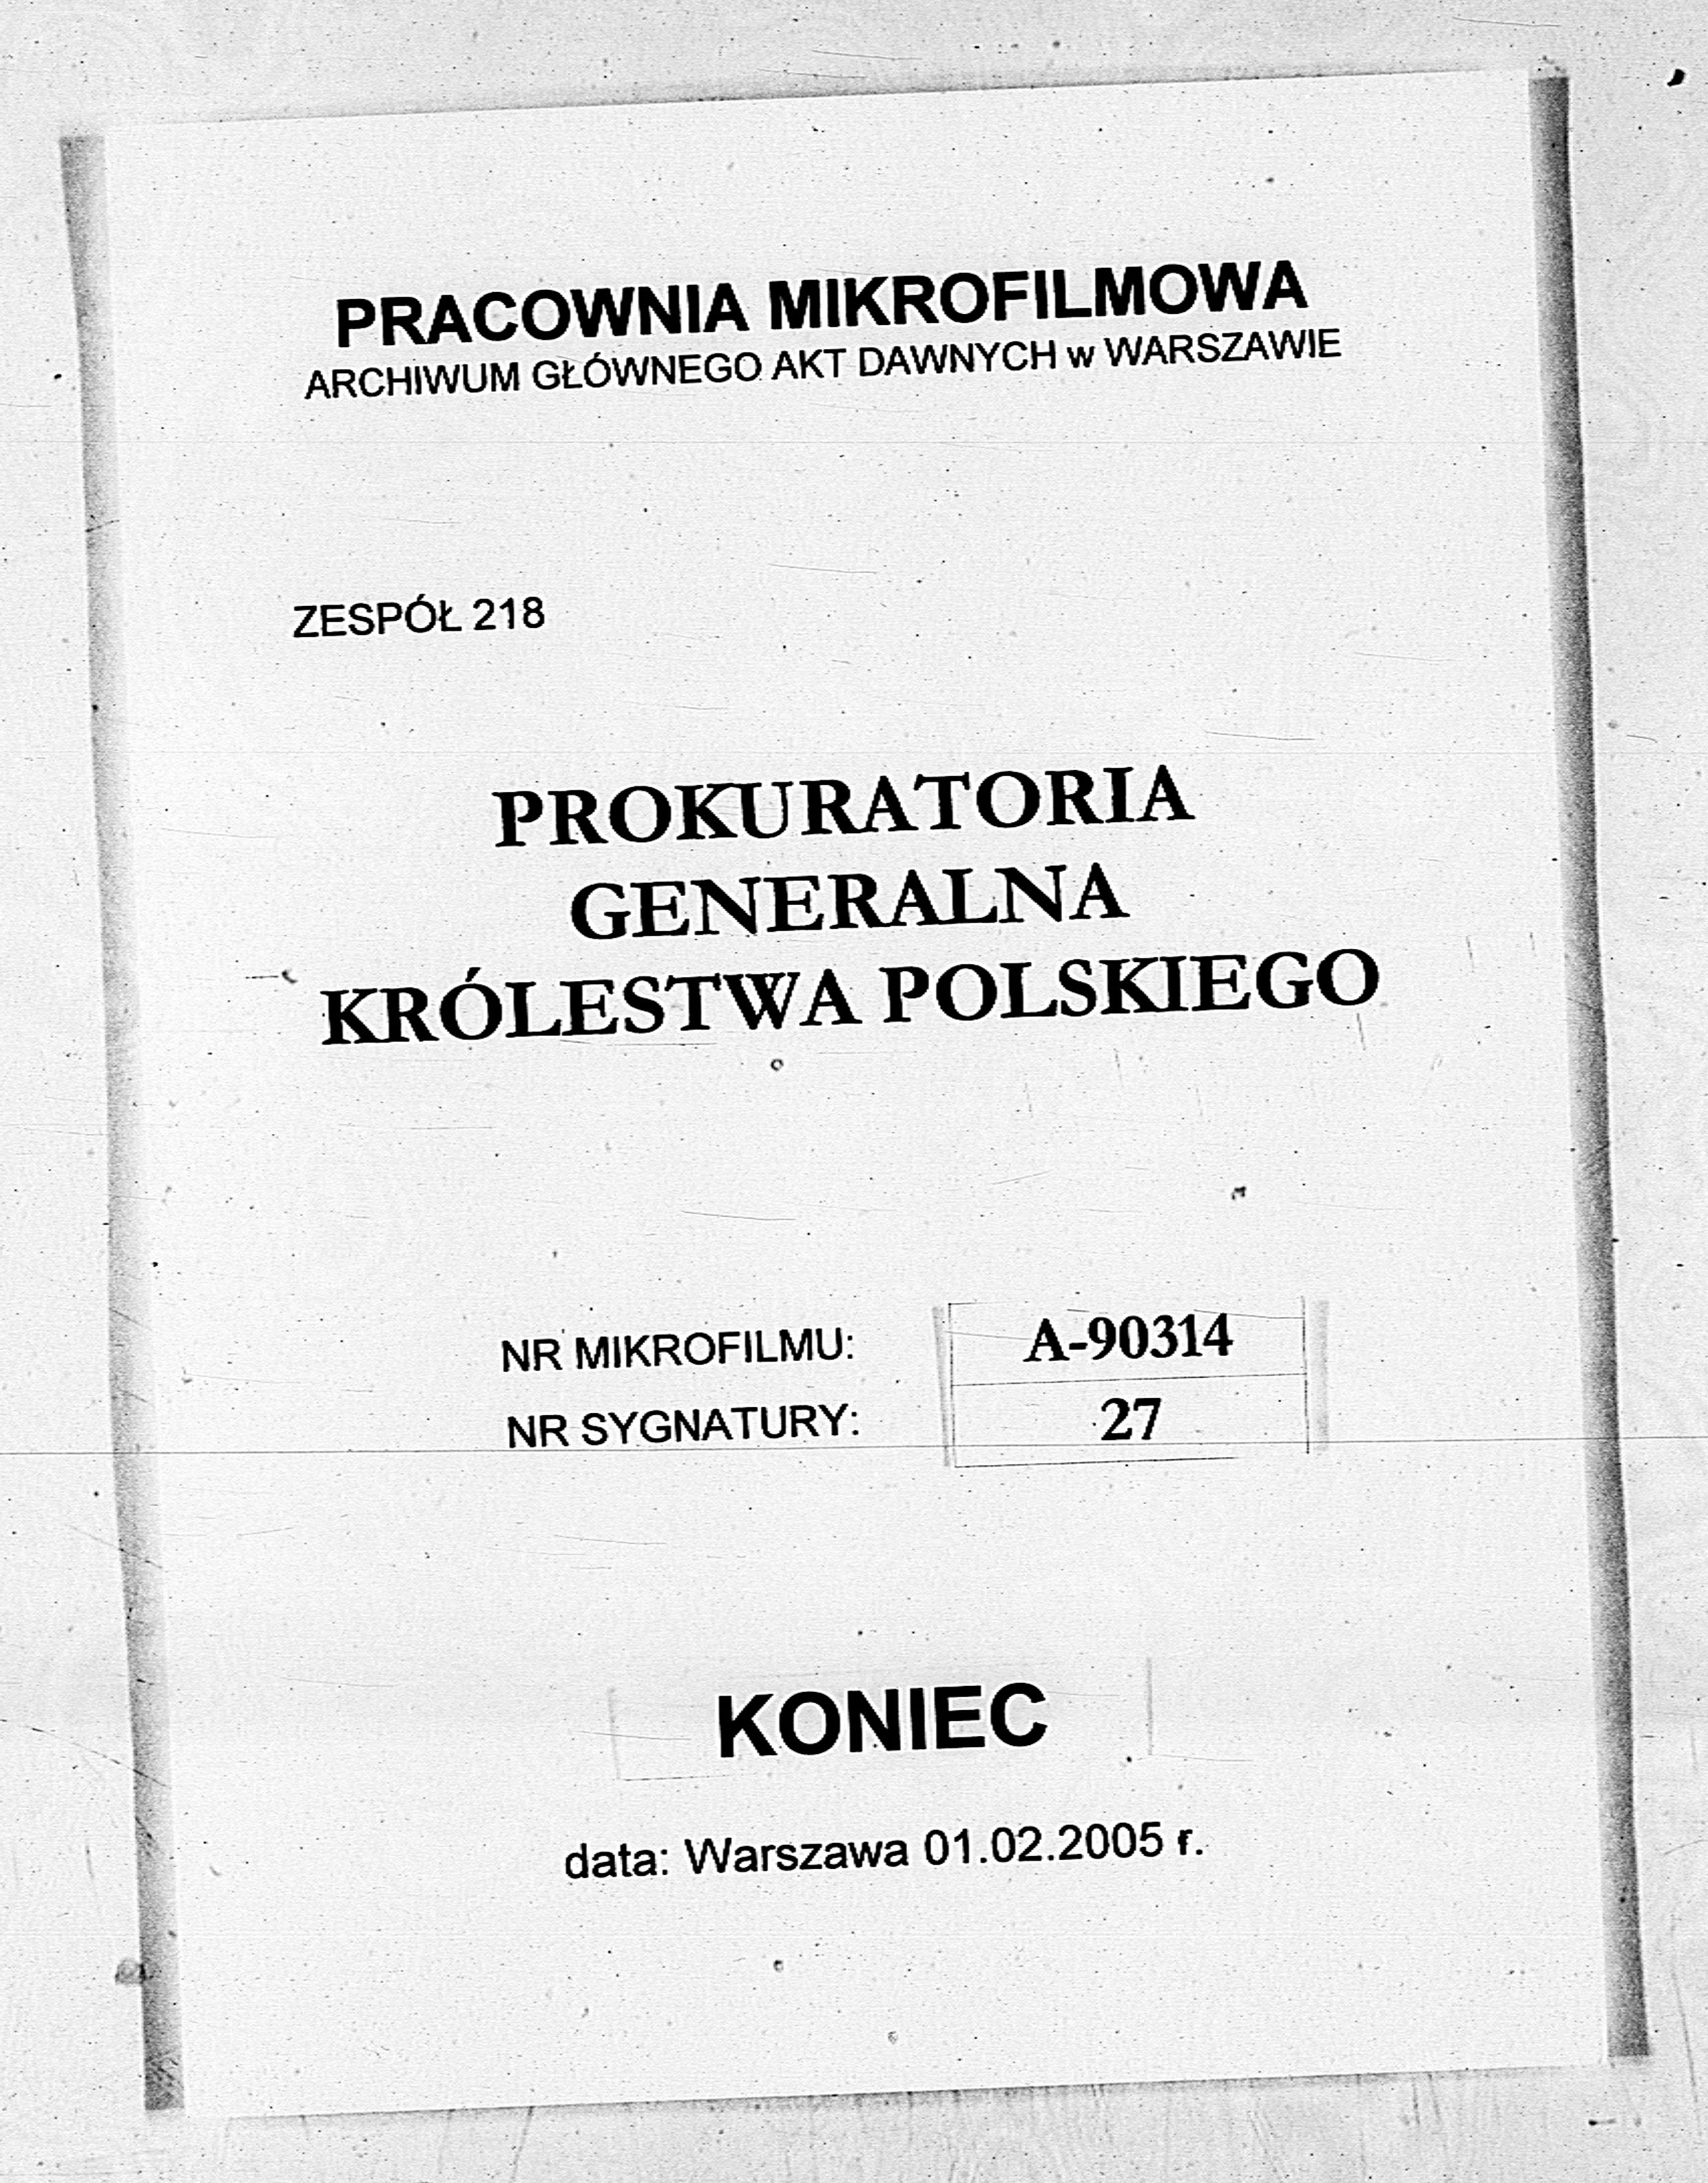 PRACOWNIA MIKROFILMOWA
ARCHIWUM GŁÓWNEGO AKT DAWNYCH w WARSZAWIE
ZESPÓŁ 218
PROKURATORIA
GENERALNA
KRÓLESTWA POLSKIEGO
NR MIKROFILMU: A-90314
NR SYGNATURY: 27
KONIEC
data: Warszawa 01.02.2005 r.